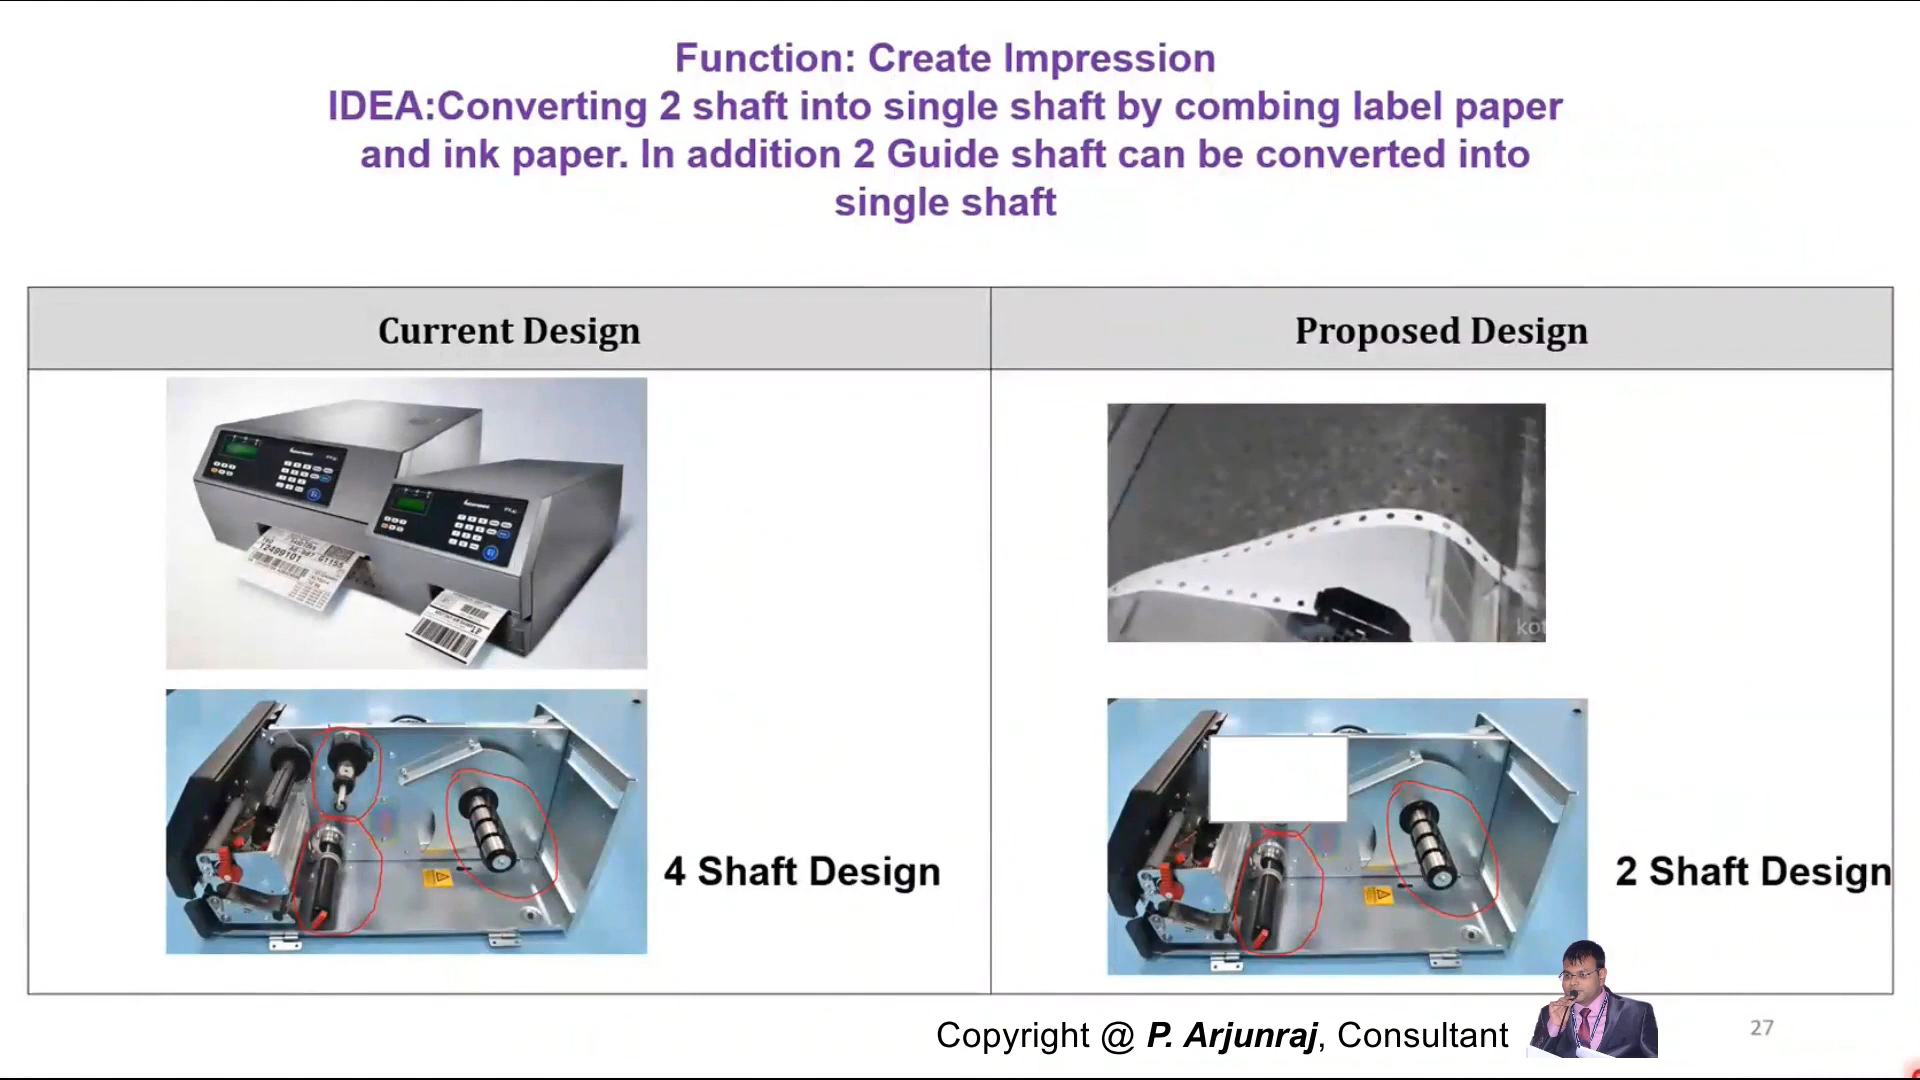 Function: Create Impression
IDEA:Converting 2 shaft into single shaft by combing label paper
and ink paper. In addition 2 Guide shaft can be converted into
single shaft
Current Design
Proposed Design
12499101
kot
4 Shaft Design
2 Shaft Design
Copyright @ P. Arjunraj, Consultant
27